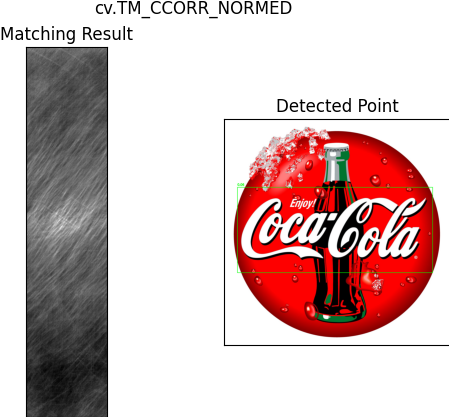 cv.TM_CCORR_NORMED
Matching Result
Detected Point
Enjoy!
Coca-Cola